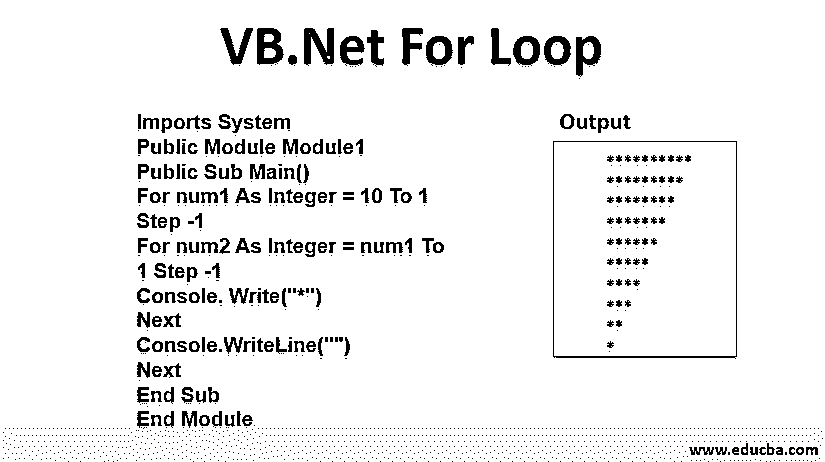 VB.Net For Loop
Imports System
Public Module Module1
Public Sub Main()
For num1 As Integer = 10 To 1
Step -1
For num2 As Integer = num1 To
1 Step -1
Console. Write("*")
Next
Console.WriteLine("")
Next
End Sub
End Module
Output
**********
*********
********
*******
******
*****
****
***
**
*
www.educba.com